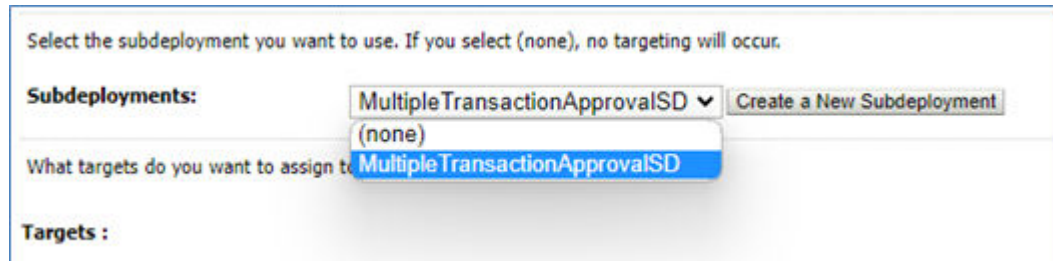 Select the subdeployment you want to use. If you select (none), no targeting will occur.
Subdeployments: MultipleTransactionApprovalSD Create a New Subdeployment
(none)
What targets do you want to assign t MultipleTransactionApprovalSD
Targets :